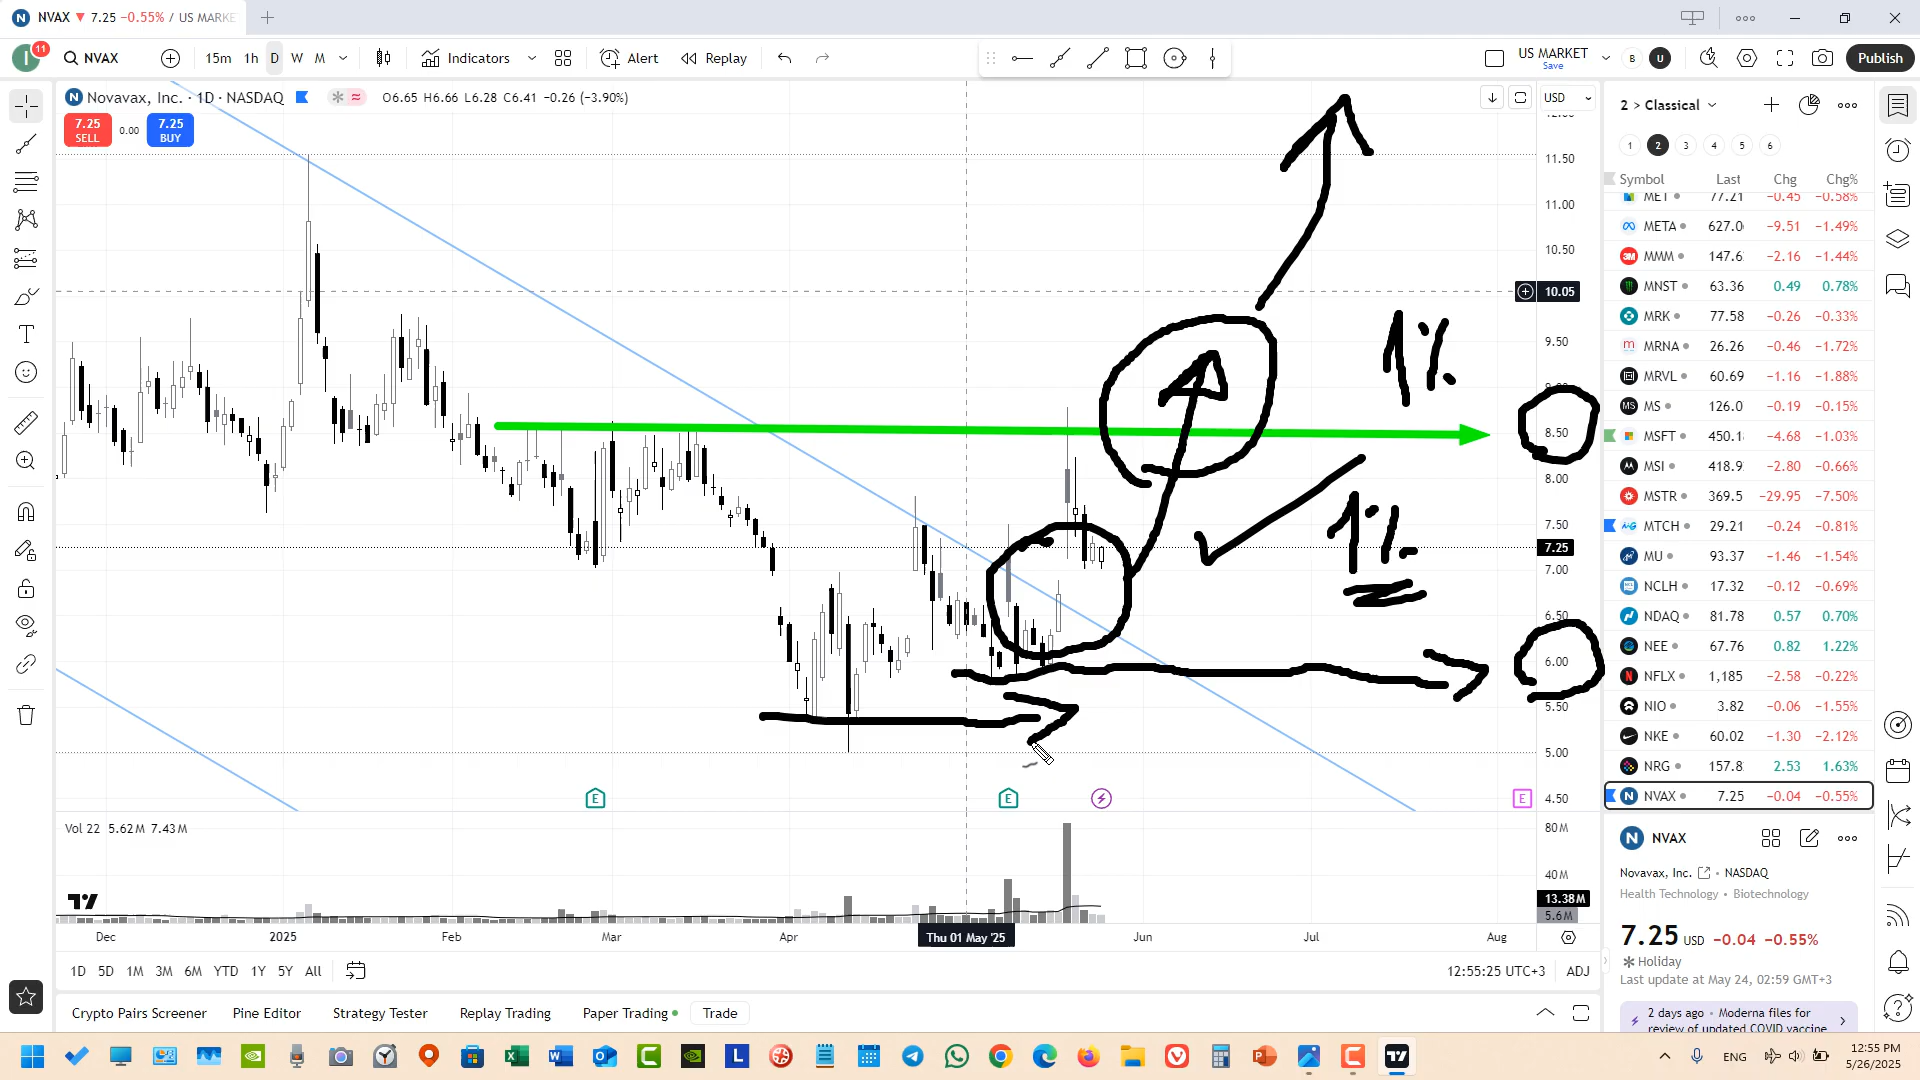 NVAX 7.25 -0.55% / US MARKE
11
NVAX
15m 1h D W M
Indicators
Alert
Replay
US MARKET
Save
B
U
Publish
Novavax, Inc. · 1D · NASDAQ
O6.65 H6.66 L6.28 C6.41 −0.26 (−3.90%)
7.25
SELL
0.00
7.25
BUY
USD
11.50
11.00
10.50
10.05
9.50
8.50
8.00
7.50
7.25
7.00
6.50
6.00
5.50
5.00
4.50
1%
1%
E
E
E
Vol 22 5.62M 7.43M
80M
40M
13.38M
5.6M
Dec 2025 Feb Mar Apr Thu 01 May '25 Jun Jul Aug
1D 5D 1M 3M 6M YTD 1Y 5Y All
12:55:25 UTC+3 ADJ
Crypto Pairs Screener Pine Editor Strategy Tester Replay Trading Paper Trading Trade
2 > Classical
1 2 3 4 5 6
Symbol Last Chg Chg%
MET 77.21 −0.45 −0.58%
META 627.0 −9.51 −1.49%
MMM 147.6 −2.16 −1.44%
MNST 63.36 0.49 0.78%
MRK 77.58 −0.26 −0.33%
MRNA 26.26 −0.46 −1.72%
MRVL 60.69 −1.16 −1.88%
MS 126.0 −0.19 −0.15%
MSFT 450.1 −4.68 −1.03%
MSI 418.9 −2.80 −0.66%
MSTR 369.5 −29.95 −7.50%
MTCH 29.21 −0.24 −0.81%
MU 93.37 −1.46 −1.54%
NCLH 17.32 −0.12 −0.69%
NDAQ 81.78 0.57 0.70%
NEE 67.76 0.82 1.22%
NFLX 1,185 −2.58 −0.22%
NIO 3.82 −0.06 −1.55%
NKE 60.02 −1.30 −2.12%
NRG 157.8 2.53 1.63%
NVAX 7.25 −0.04 −0.55%
NVAX
Novavax, Inc. · NASDAQ
Health Technology · Biotechnology
7.25 USD −0.04 −0.55%
Holiday
Last update at May 24, 02:59 GMT+3
2 days ago · Moderna files for
review of updated COVID vaccine
ENG
12:55 PM
5/26/2025